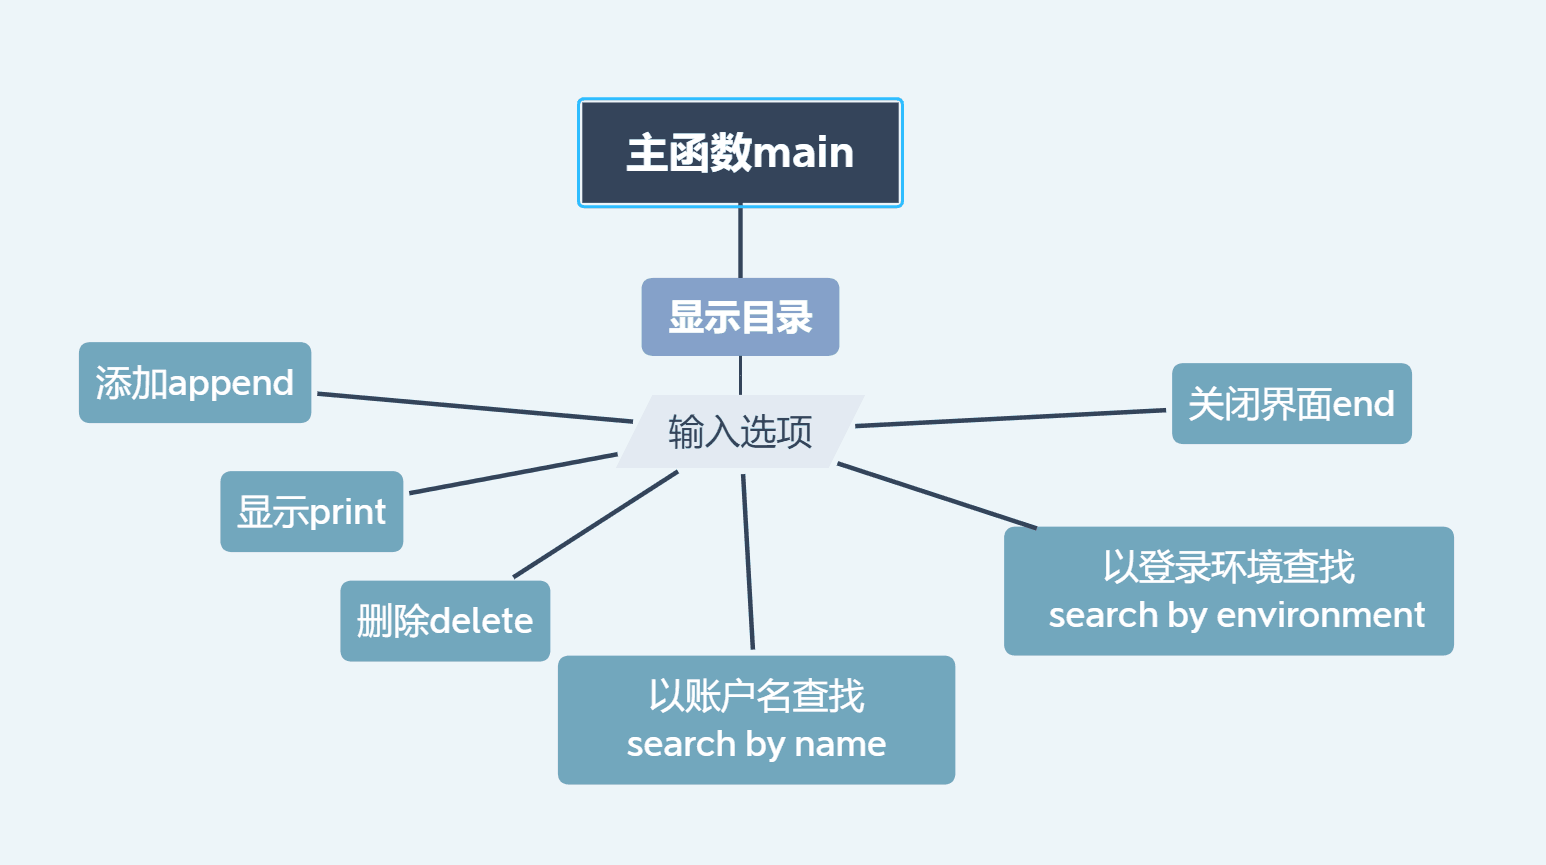 主函数main
显示目录
输入选项
添加append
显示print
删除delete
以账户名查找
search by name
以登录环境查找
search by environment
关闭界面end